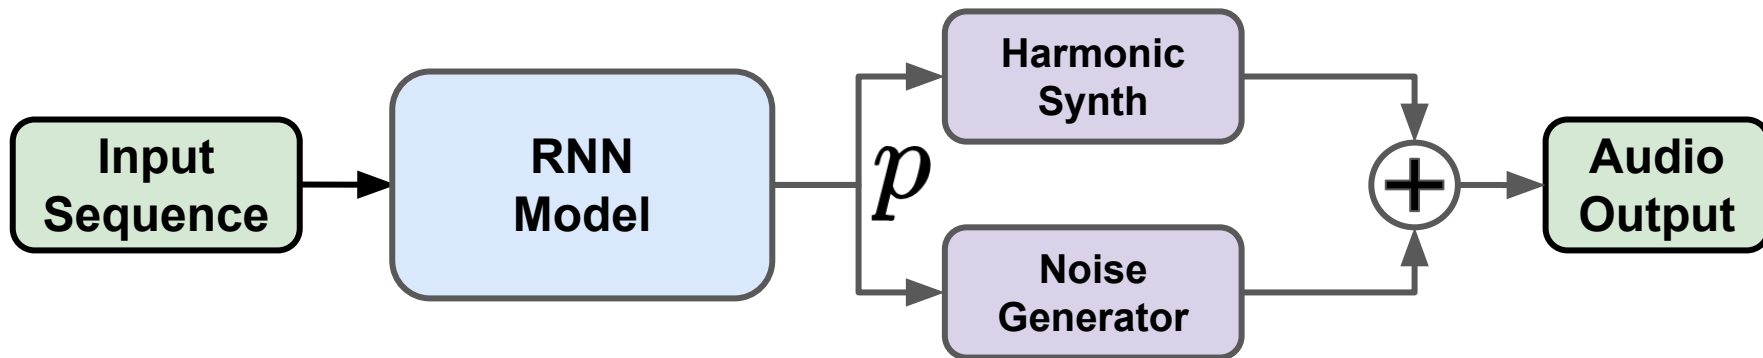 Input
Sequence
RNN
Model
p
Harmonic
Synth
Noise
Generator
+
Audio
Output